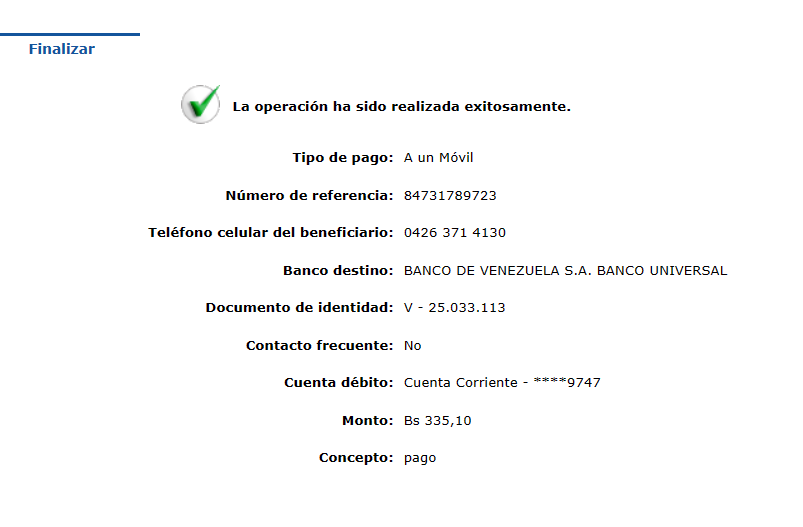 Finalizar
La operación ha sido realizada exitosamente.
Tipo de pago: A un Móvil
Número de referencia: 84731789723
Teléfono celular del beneficiario: 0426 371 4130
Banco destino: BANCO DE VENEZUELA S.A. BANCO UNIVERSAL
Documento de identidad: V - 25.033.113
Contacto frecuente: No
Cuenta débito: Cuenta Corriente - ****9747
Monto: Bs 335,10
Concepto: pago